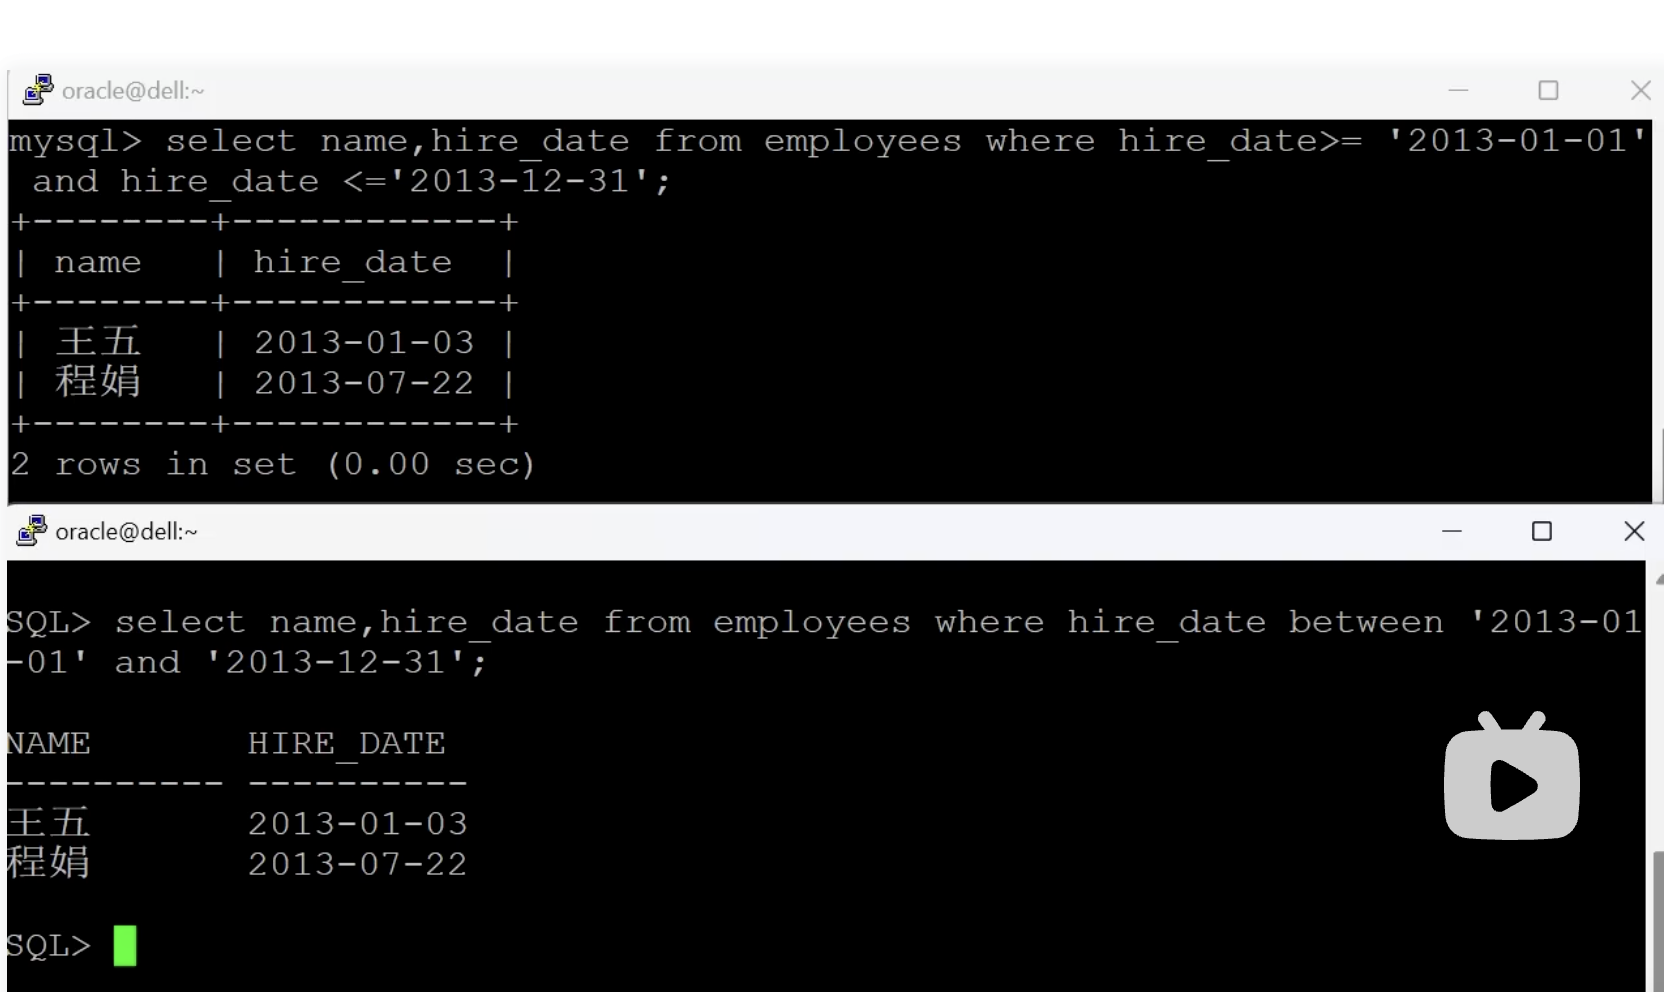 oracle@dell:~
mysql> select name,hire_date from employees where hire_date>= '2013-01-01'
 and hire_date <='2013-12-31';
+--------+------------+
| name   | hire_date  |
+--------+------------+
| 王五   | 2013-01-03 |
| 程娟   | 2013-07-22 |
+--------+------------+
2 rows in set (0.00 sec)
oracle@dell:~
SQL> select name,hire_date from employees where hire_date between '2013-01
-01' and '2013-12-31';
NAME       HIRE_DATE
---------- ----------
王五       2013-01-03
程娟       2013-07-22
SQL>